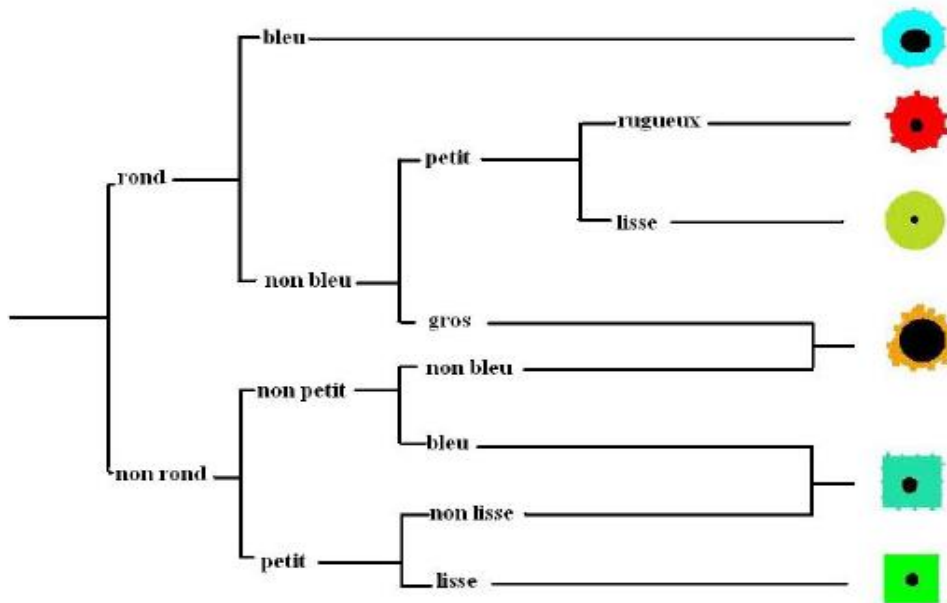 bleu
rugueux
petit
rond
lisse
non bleu
gros
non bleu
non petit
bleu
non rond
non lisse
petit
lisse